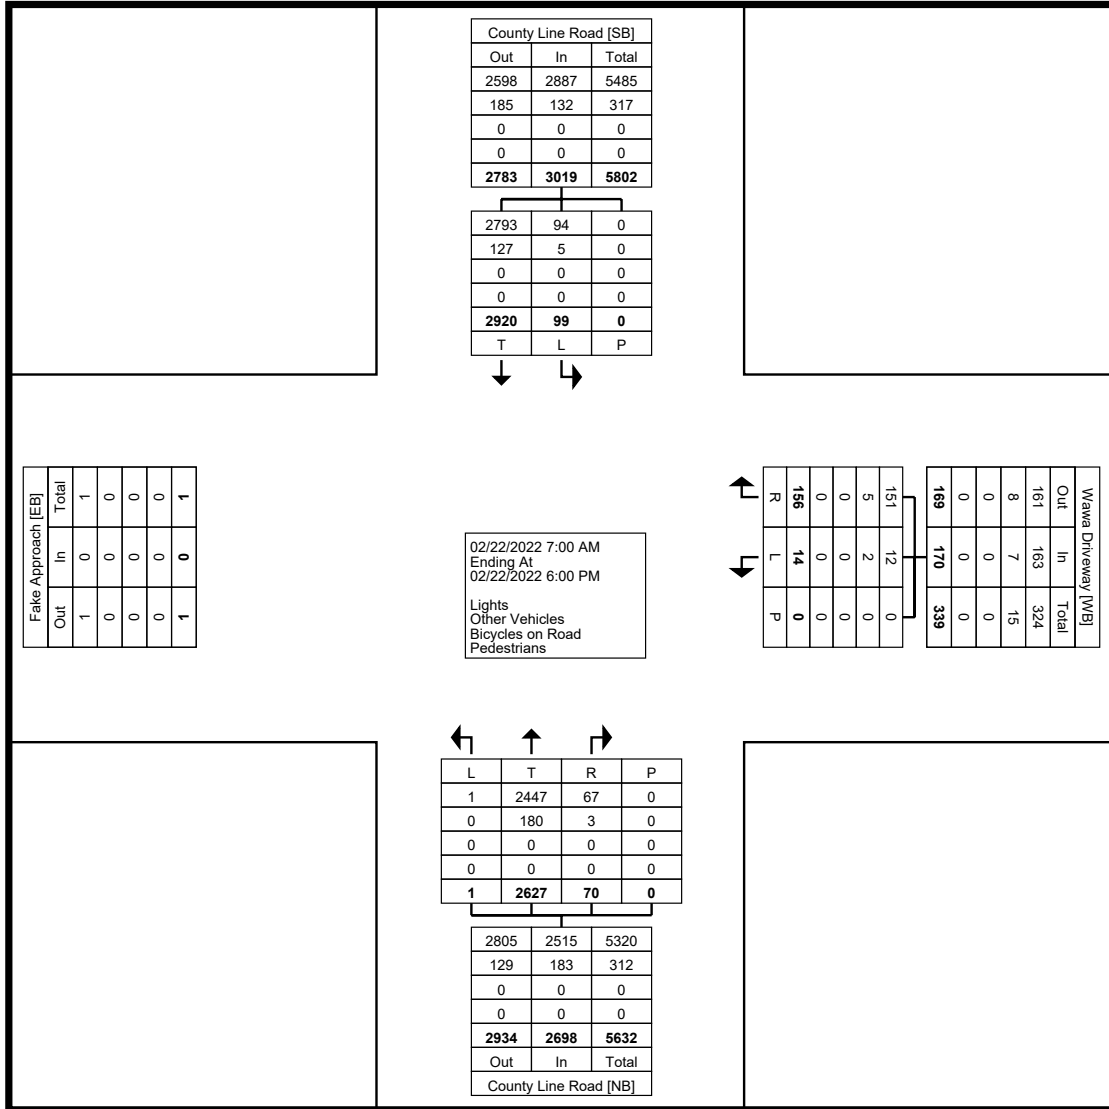 County Line Road [SB]
Out In Total
2598 2887 5485
185 132 317
0 0 0
0 0 0
2783 3019 5802
2793 94 0
127 5 0
0 0 0
0 0 0
2920 99 0
T L P
Fake Approach [EB]
Total In Out
1 0 1
0 0 0
0 0 0
0 0 0
1 0 1
02/22/2022 7:00 AM
Ending At
02/22/2022 6:00 PM
Lights
Other Vehicles
Bicycles on Road
Pedestrians
Wawa Driveway [WB]
Out In Total
161 163 324
8 7 15
0 0 0
0 0 0
169 170 339
151 12 0
5 2 0
0 0 0
0 0 0
156 14 0
R L P
L T R P
1 2447 67 0
0 180 3 0
0 0 0 0
0 0 0 0
1 2627 70 0
2805 2515 5320
129 183 312
0 0 0
0 0 0
2934 2698 5632
Out In Total
County Line Road [NB]